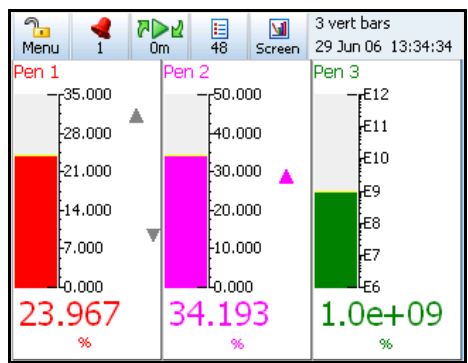 Menu
1
0m
48
Screen
3 vert bars
29 Jun 06 13:34:34
Pen 1
35.000
28.000
21.000
14.000
7.000
0.000
23.967
%
Pen 2
50.000
40.000
30.000
20.000
10.000
0.000
34.193
%
Pen 3
E12
E11
E10
E9
E8
E7
E6
1.0e+09
%